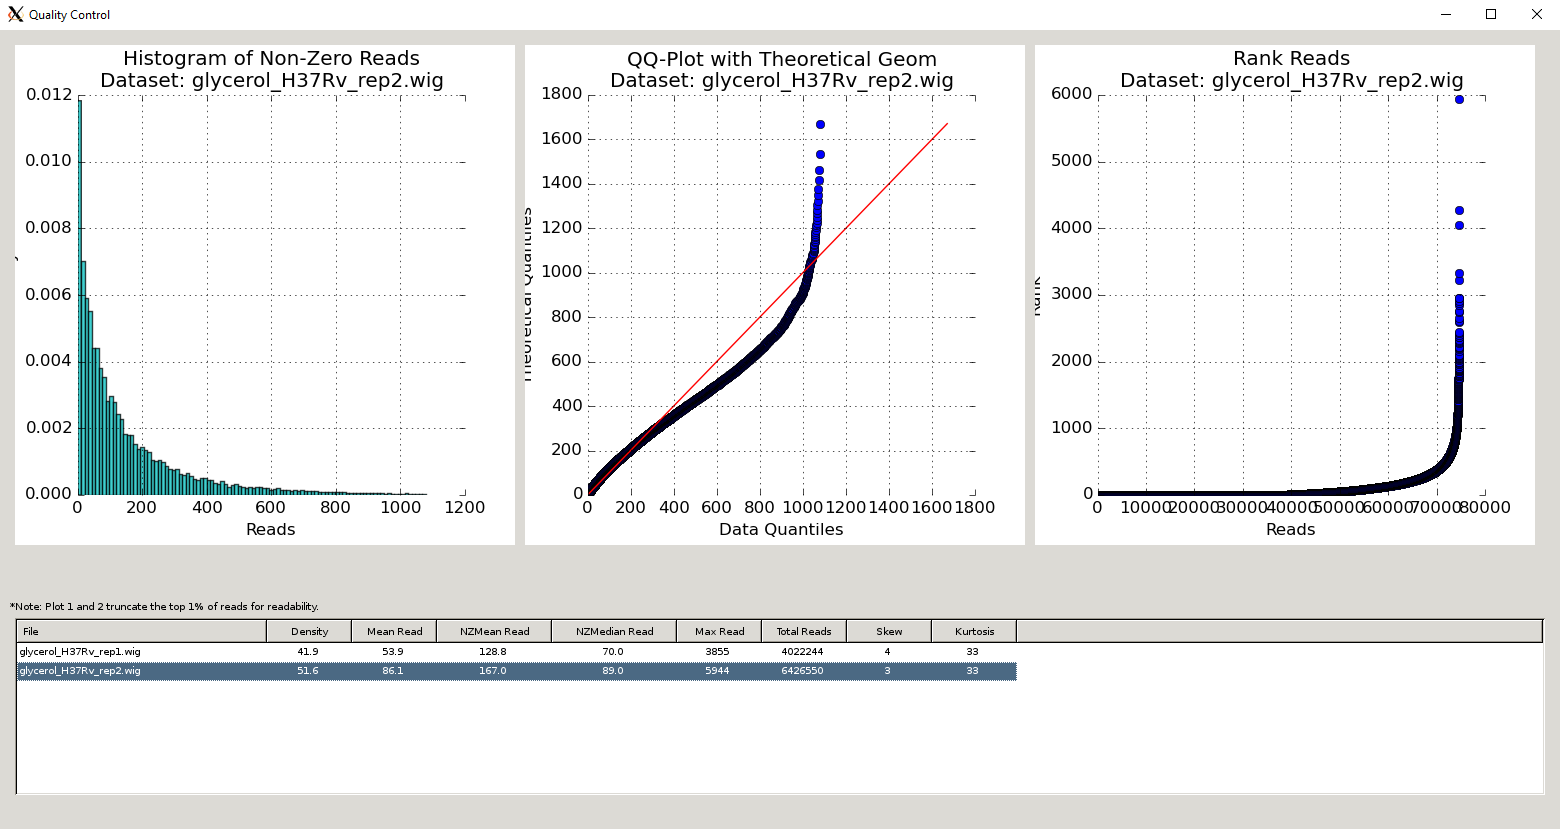 Quality Control
Histogram of Non-Zero Reads
Dataset: glycerol_H37Rv_rep2.wig
0.012
0.010
0.008
0.006
0.004
0.002
0.000
0 200 400 600 800 1000 1200
Reads
QQ-Plot with Theoretical Geom
Dataset: glycerol_H37Rv_rep2.wig
1800
1600
1400
1200
1000
800
600
400
200
0
Theoretical Quantiles
0 200 400 600 800 1000 1200 1400 1600 1800
Data Quantiles
Rank Reads
Dataset: glycerol_H37Rv_rep2.wig
6000
5000
4000
3000
2000
1000
0
Rank
0 10000 20000 30000 40000 50000 60000 70000 80000
Reads
*Note: Plot 1 and 2 truncate the top 1% of reads for readability.
File Density Mean Read NZMean Read NZMedian Read Max Read Total Reads Skew Kurtosis
glycerol_H37Rv_rep1.wig 41.9 53.9 128.8 70.0 3855 4022244 4 33
glycerol_H37Rv_rep2.wig 51.6 86.1 167.0 89.0 5944 6426550 3 33